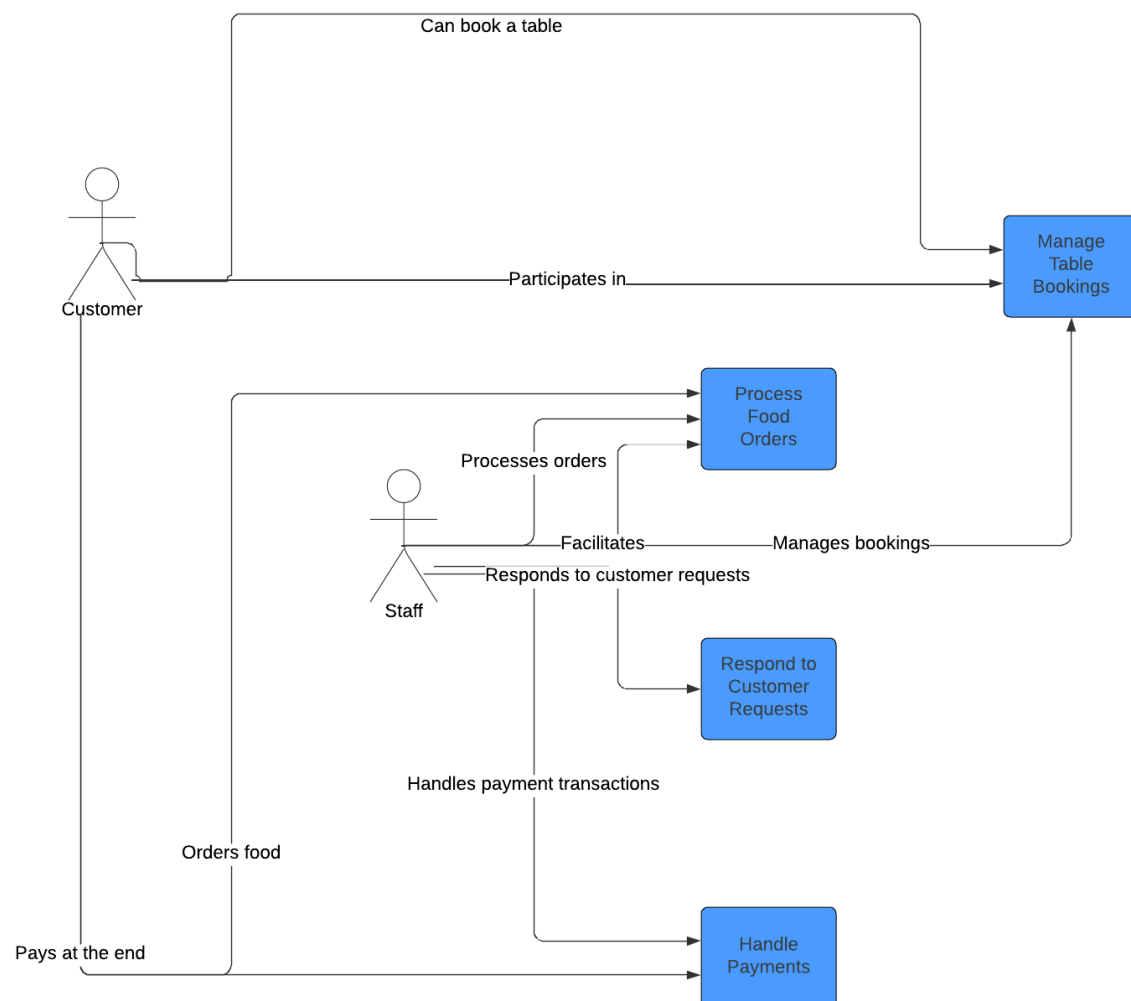 Can book a table
Manage
Table
Bookings
Participates in
Customer
Process
Food
Orders
Processes orders
Facilitates
Manages bookings
Responds to customer requests
Staff
Respond to
Customer
Requests
Handles payment transactions
Orders food
Pays at the end
Handle
Payments